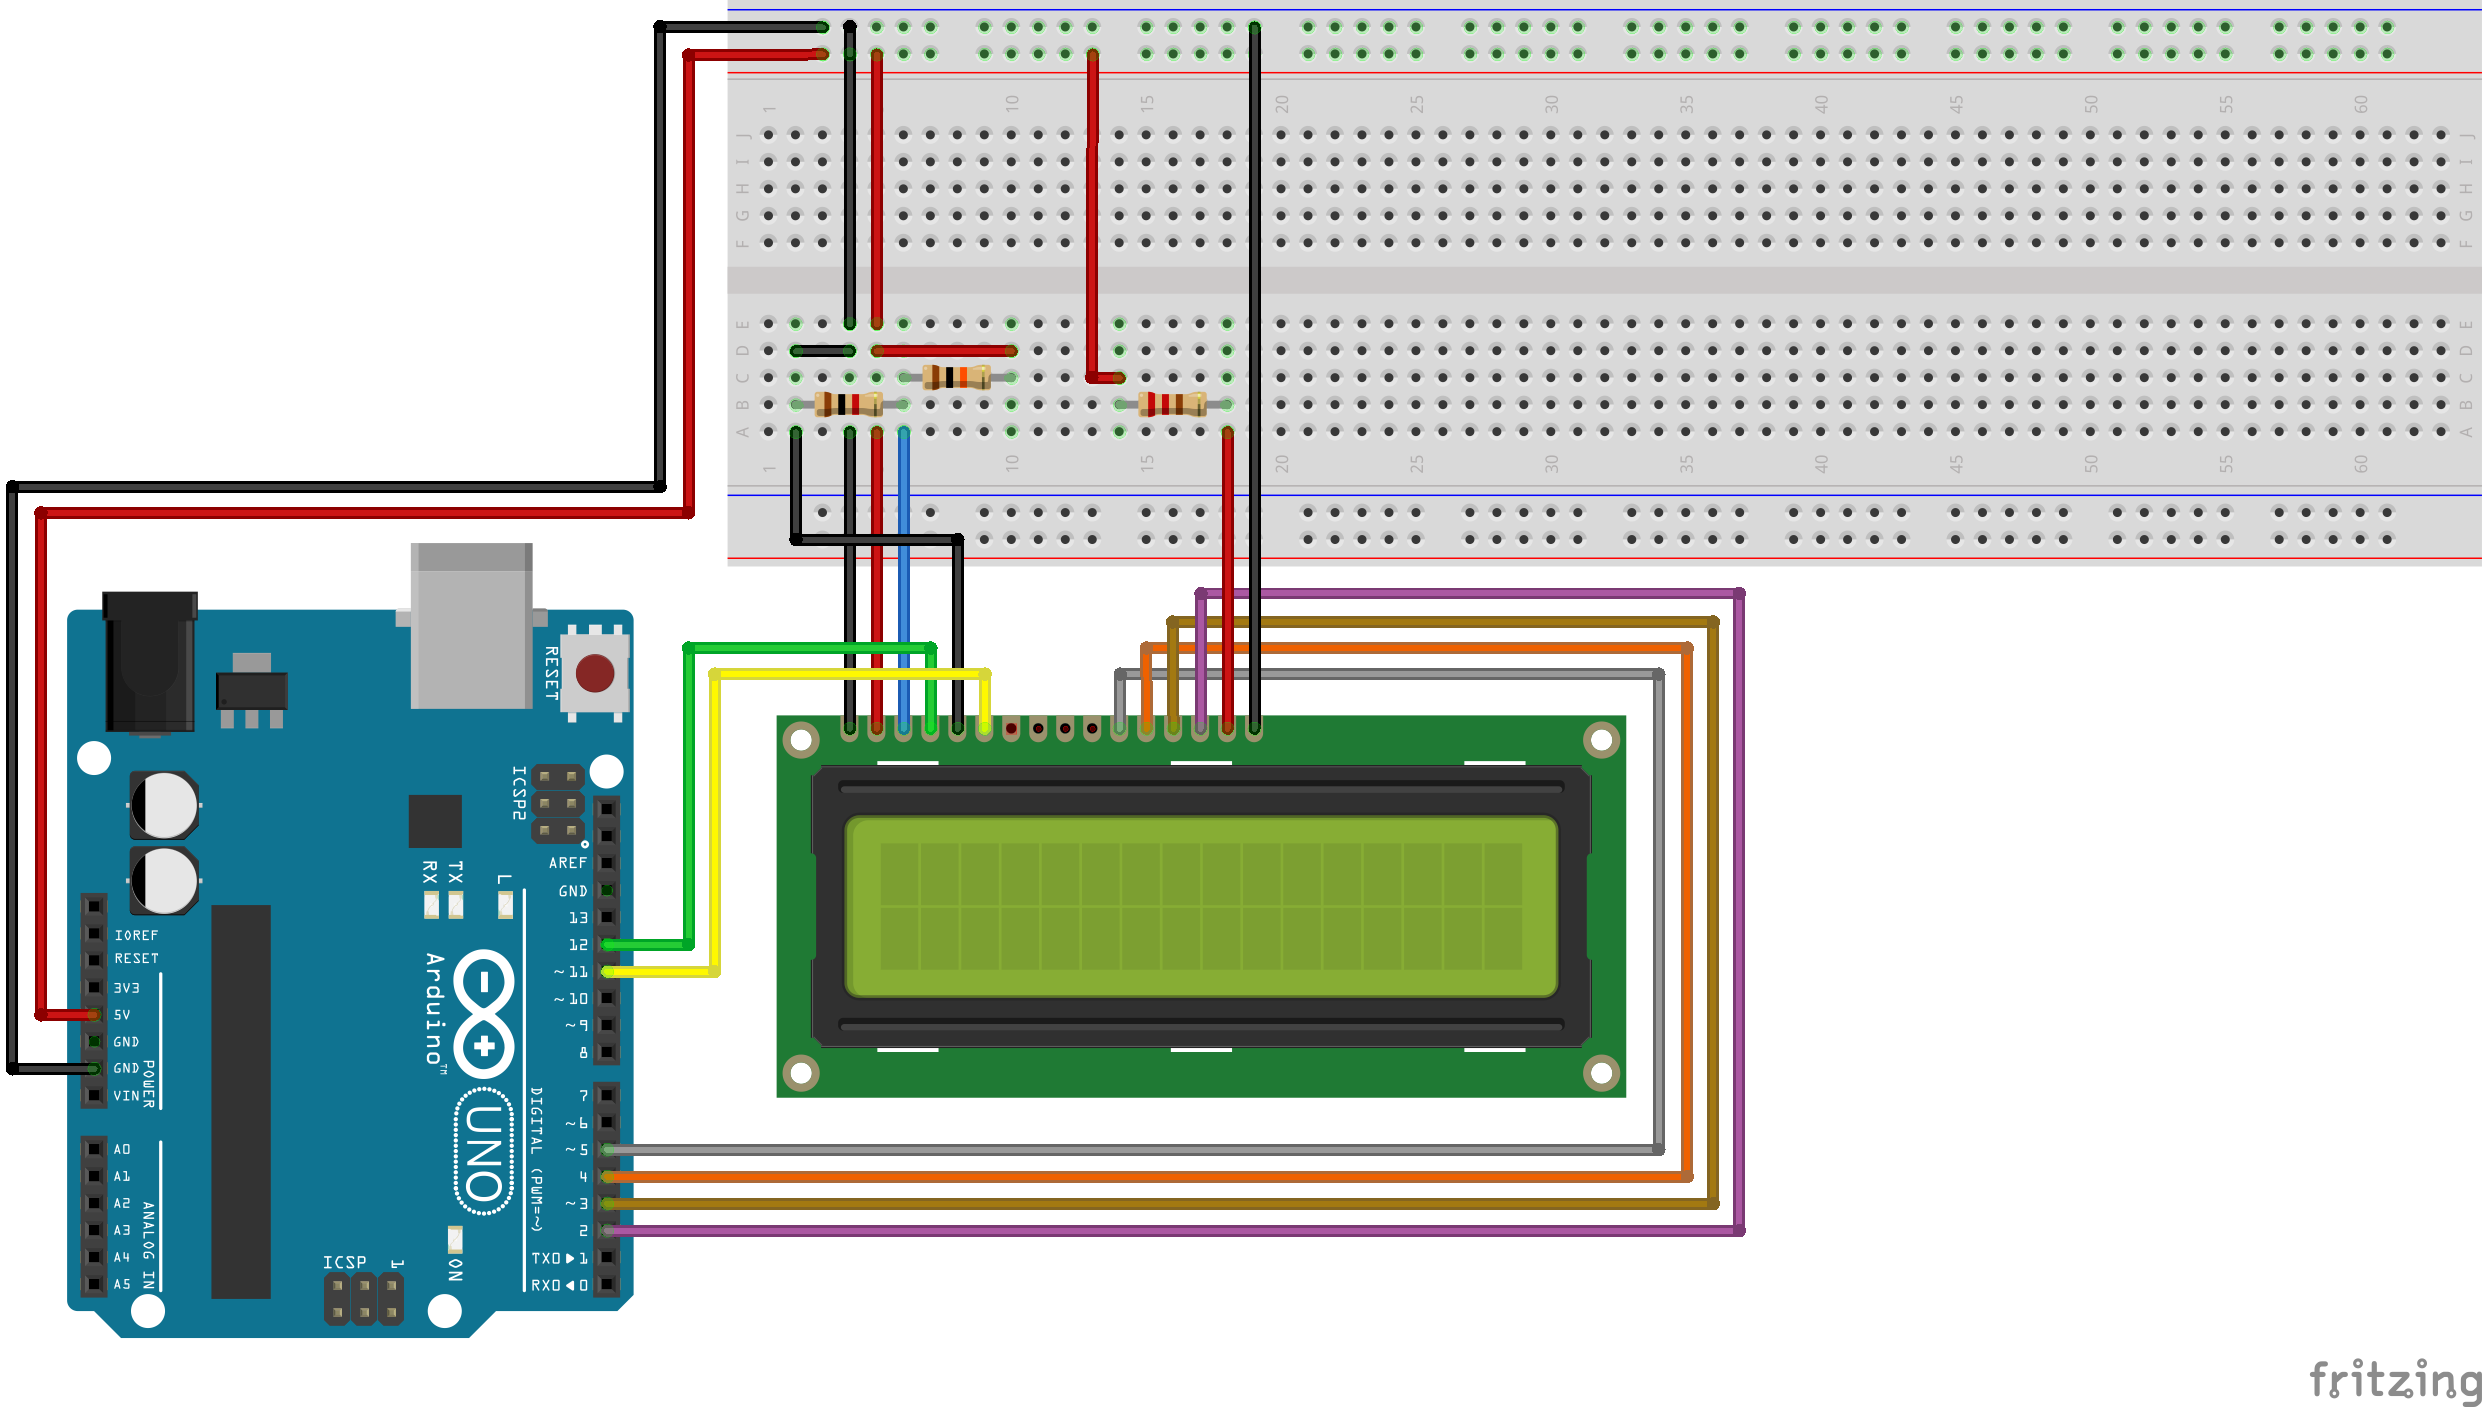 1 10 15 20 25 30 35 40 45 50 55 60
J J
I I
H H
G G
F F
E E
D D
C C
B B
A A
1 10 15 20 25 30 35 40 45 50 55 60
RESET
ICSP2
AREF
GND
13
12
~11
~10
~9
8
RX
TX
L
IOREF
RESET
3V3
5V
GND
GND
VIN
POWER
Arduino™
UNO
DIGITAL (PWM=~)
7
~6
~5
4
~3
2
TX0▶1
RX0◀0
A0
A1
A2
A3
A4
A5
ANALOG IN
ICSP
1
ON
fritzing